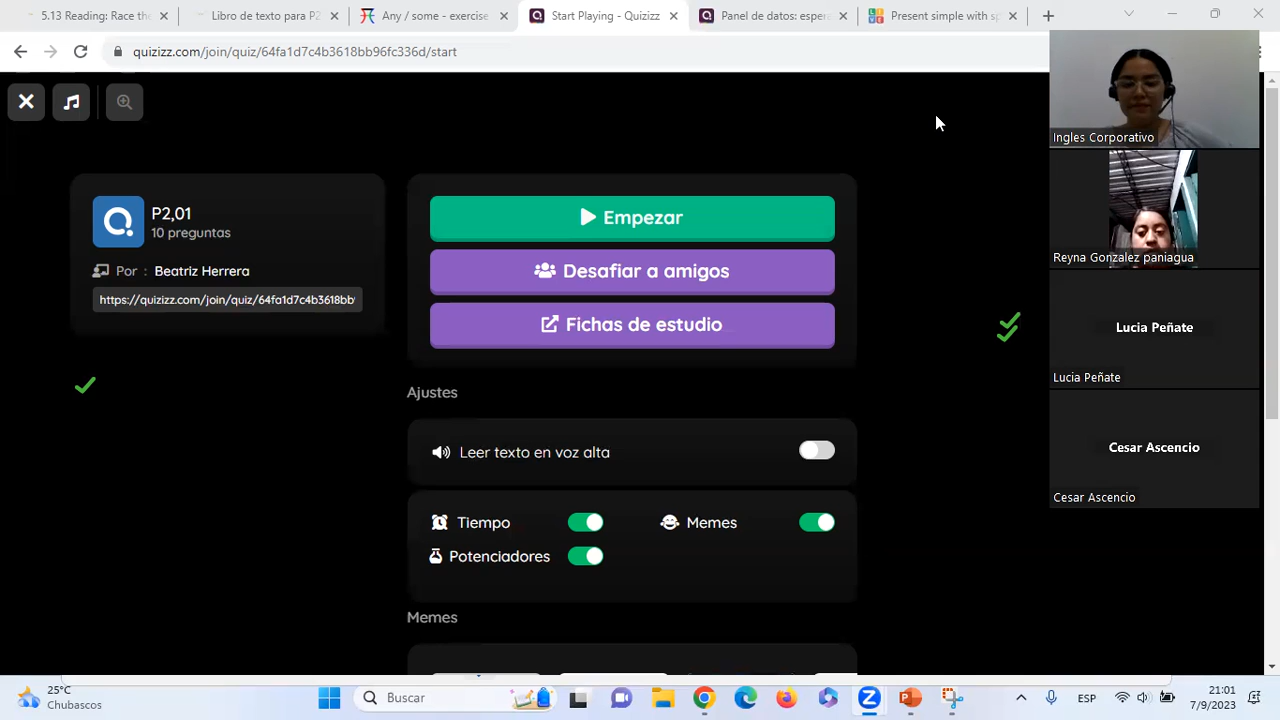 5.13 Reading: Race the
Libro de texto para P2
Any / some - exercise
Start Playing - Quizizz
Panel de datos: espere
Present simple with sp
quizizz.com/join/quiz/64fa1d7c4b3618bb96fc336d/start
P2,01
10 preguntas
Por : Beatriz Herrera
https://quizizz.com/join/quiz/64fa1d7c4b3618bb
Empezar
Desafiar a amigos
Fichas de estudio
Ajustes
Leer texto en voz alta
Tiempo
Memes
Potenciadores
Memes
Ingles Corporativo
Reyna Gonzalez paniagua
Lucia Peñate
Lucia Peñate
Cesar Ascencio
Cesar Ascencio
25°C
Chubascos
Buscar
ESP
21:01
7/9/2023